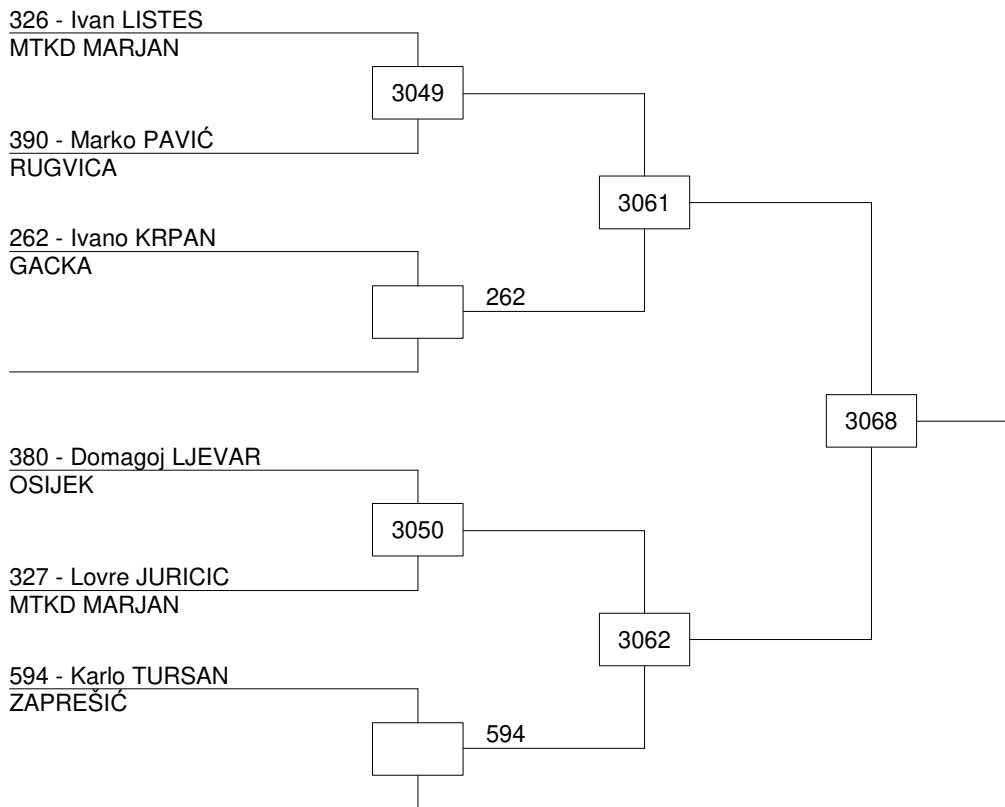 326 - Ivan LISTES
MTKD MARJAN
3049
390 - Marko PAVIĆ
RUGVICA
3061
262 - Ivano KRPAN
GACKA
262
3068
380 - Domagoj LJEVAR
OSIJEK
3050
327 - Lovre JURICIC
MTKD MARJAN
3062
594 - Karlo TURSAN
ZAPREŠIĆ
594